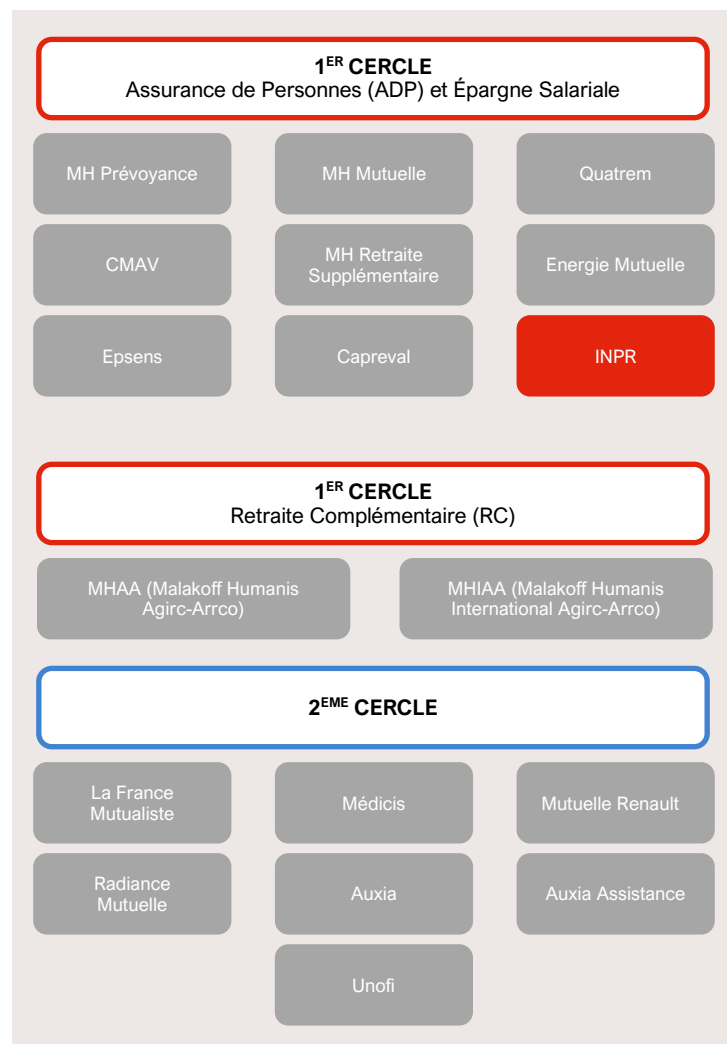 1ER CERCLE
Assurance de Personnes (ADP) et Épargne Salariale
MH Prévoyance
MH Mutuelle
Quatrem
CMAV
MH Retraite
Supplémentaire
Energie Mutuelle
Epsens
Capreval
INPR
1ER CERCLE
Retraite Complémentaire (RC)
MHAA (Malakoff Humanis
Agirc-Arrco)
MHIAA (Malakoff Humanis
International Agirc-Arrco)
2EME CERCLE
La France
Mutualiste
Médicis
Mutuelle Renault
Radiance
Mutuelle
Auxia
Auxia Assistance
Unofi